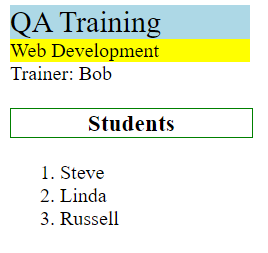 QA Training
Web Development
Trainer: Bob
Students
1. Steve
2. Linda
3. Russell